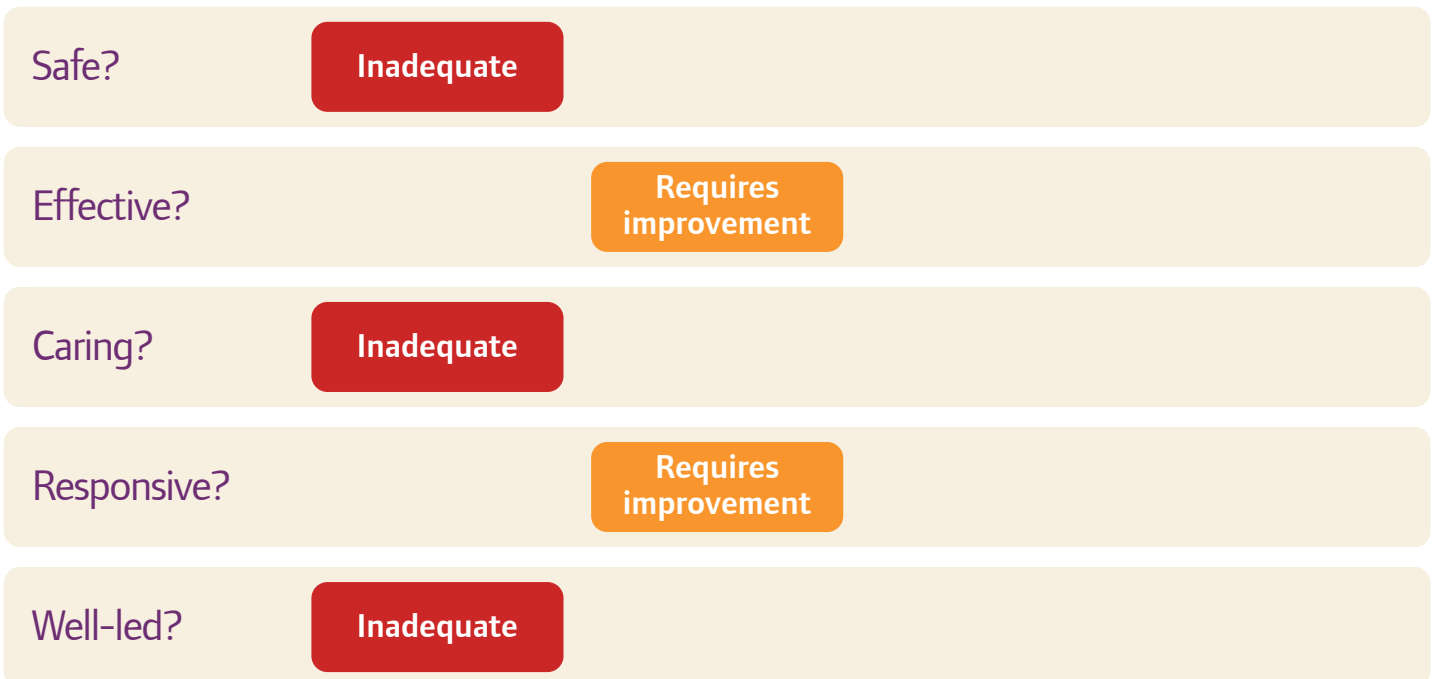 Safe?
Inadequate
Effective?
Requires
improvement
Caring?
Inadequate
Responsive?
Requires
improvement
Well-led?
Inadequate